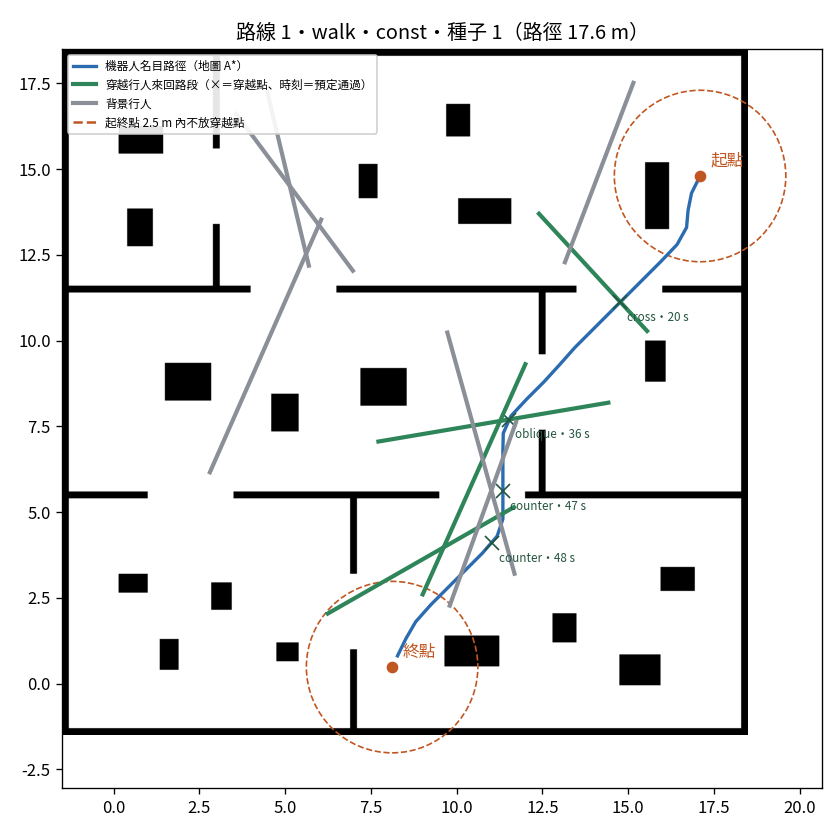 路線 1・walk・const・種子 1（路徑 17.6 m）
機器人名目路徑（地圖 A*）
穿越行人來回路段（×＝穿越點、時刻＝預定通過）
背景行人
起終點 2.5 m 內不放穿越點
起點
cross・20 s
oblique・36 s
counter・47 s
counter・48 s
終點
17.5
15.0
12.5
10.0
7.5
5.0
2.5
0.0
-2.5
0.0 2.5 5.0 7.5 10.0 12.5 15.0 17.5 20.0